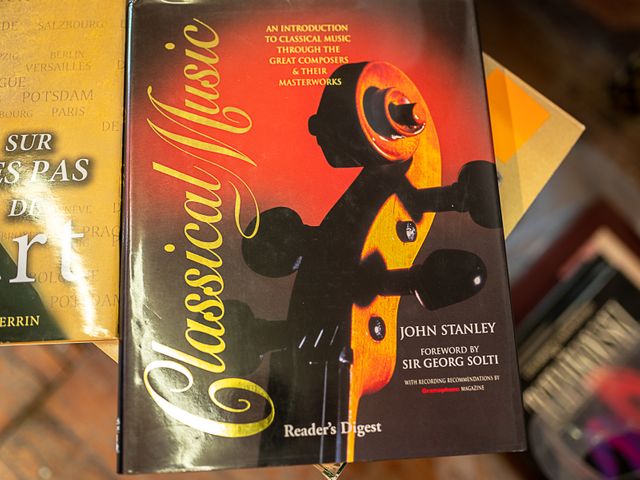 SALZBOURG
BERLIN
VERSAILLES
POTSDAM
PARIS
SUR
PAS
DE
rt
ERRIN
Classical Music
AN INTRODUCTION
TO CLASSICAL MUSIC
THROUGH THE
GREAT COMPOSERS
& THEIR
MASTERWORKS
JOHN STANLEY
FOREWORD BY
SIR GEORG SOLTI
WITH RECORDING RECOMMENDATIONS BY
Gramophone MAGAZINE
Reader's Digest